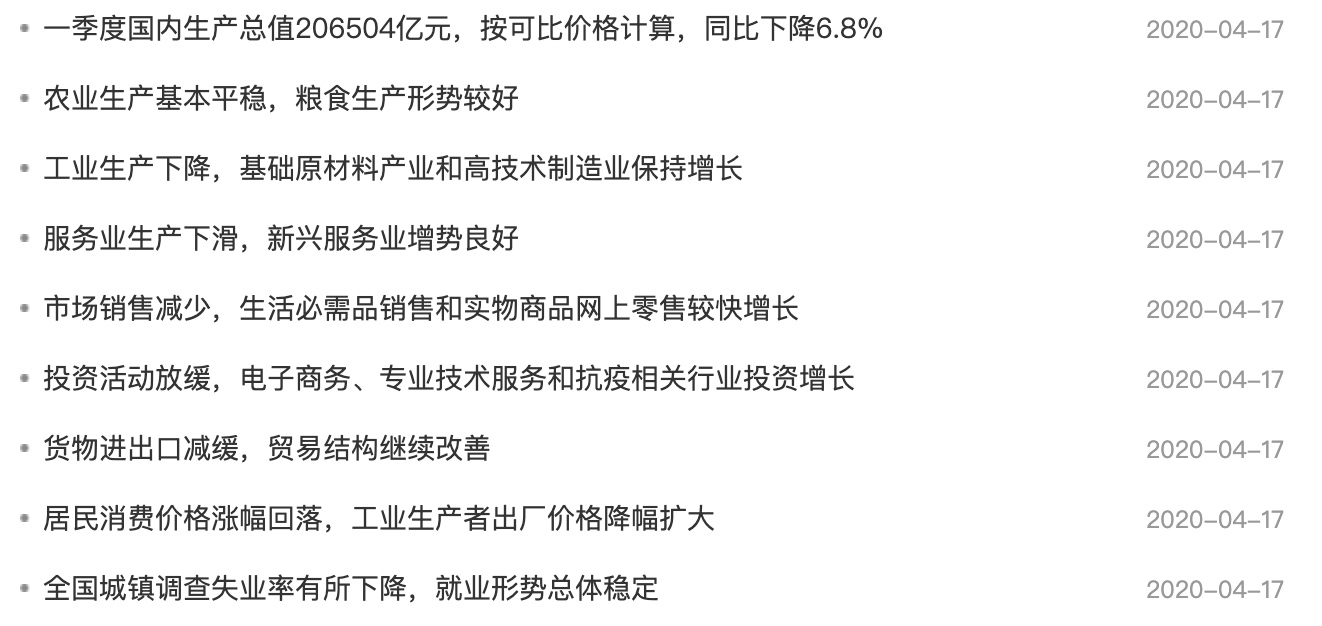 • 一季度国内生产总值206504亿元，按可比价格计算，同比下降6.8% 2020-04-17
• 农业生产基本平稳，粮食生产形势较好 2020-04-17
• 工业生产下降，基础原材料产业和高技术制造业保持增长 2020-04-17
• 服务业生产下滑，新兴服务业增势良好 2020-04-17
• 市场销售减少，生活必需品销售和实物商品网上零售较快增长 2020-04-17
• 投资活动放缓，电子商务、专业技术服务和抗疫相关行业投资增长 2020-04-17
• 货物进出口减缓，贸易结构继续改善 2020-04-17
• 居民消费价格涨幅回落，工业生产者出厂价格降幅扩大 2020-04-17
• 全国城镇调查失业率有所下降，就业形势总体稳定 2020-04-17